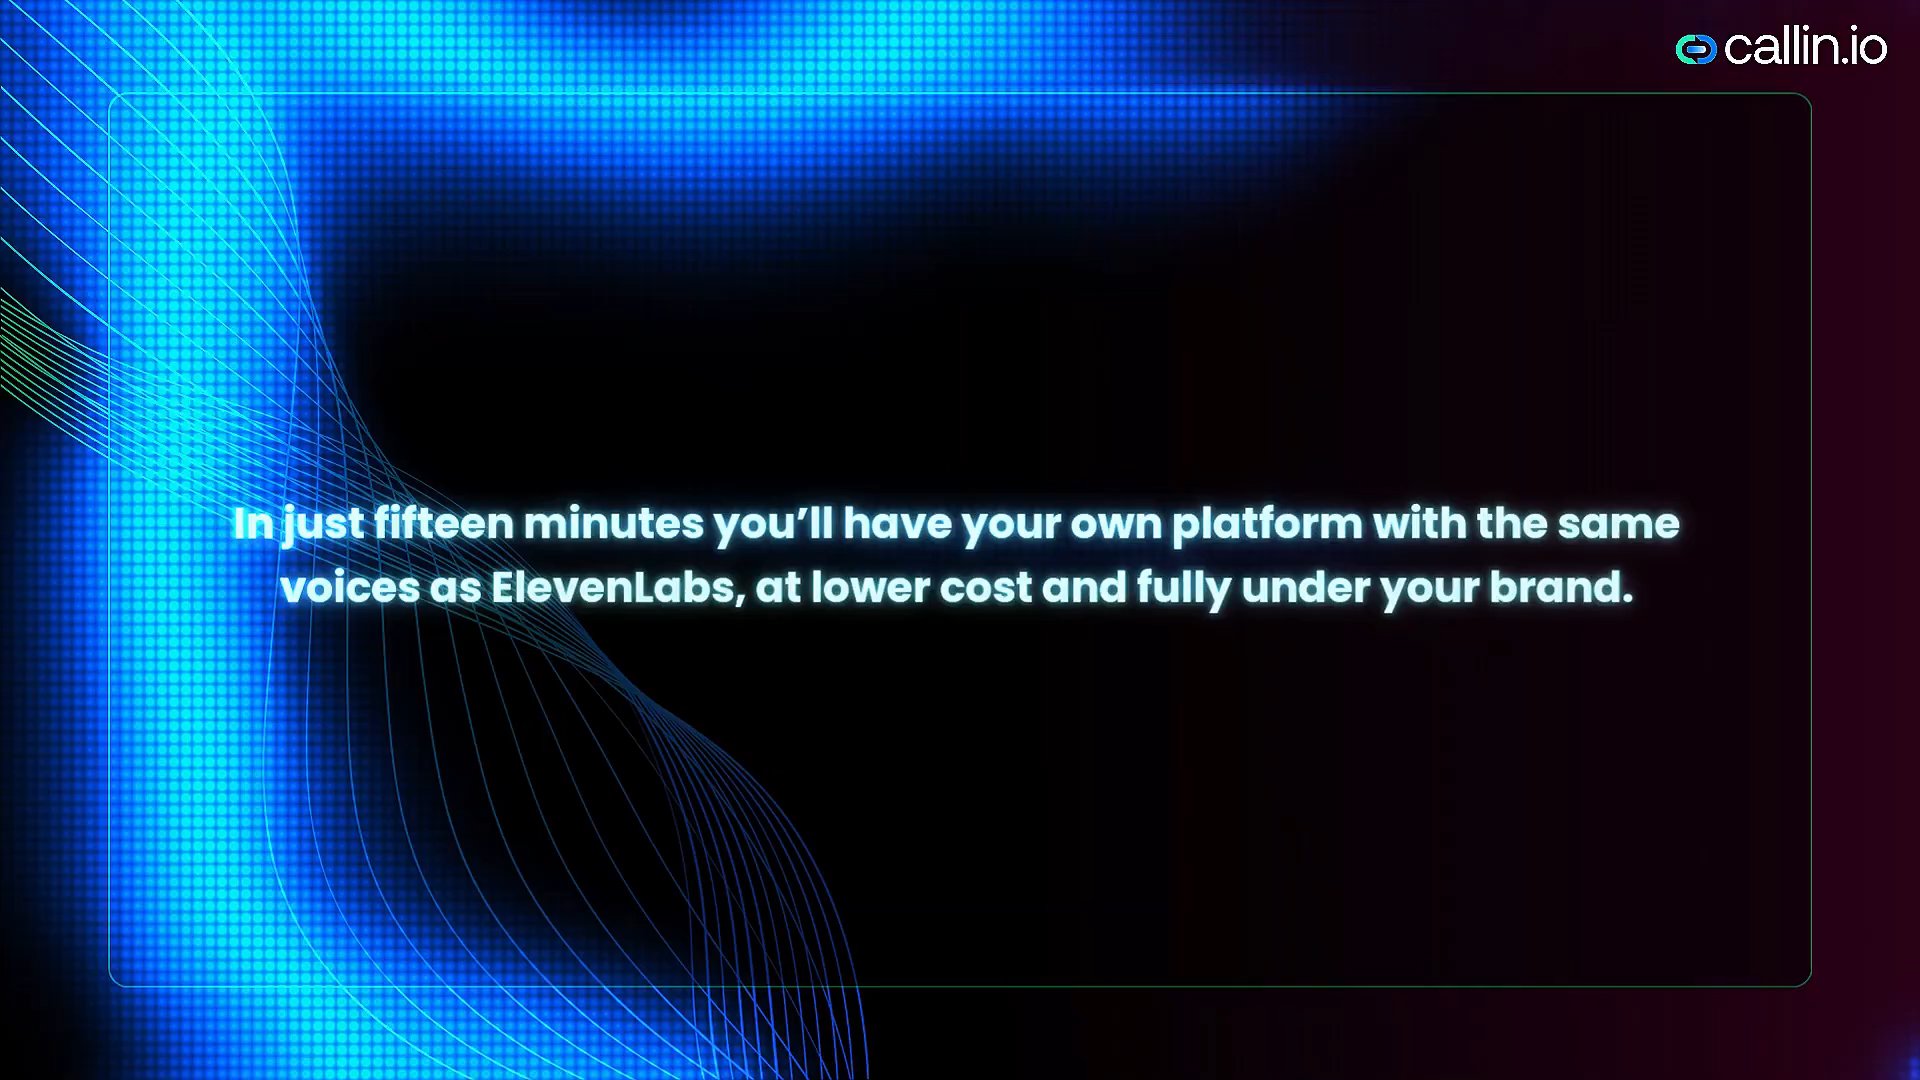 callin.io
In just fifteen minutes you’ll have your own platform with the same
voices as ElevenLabs, at lower cost and fully under your brand.